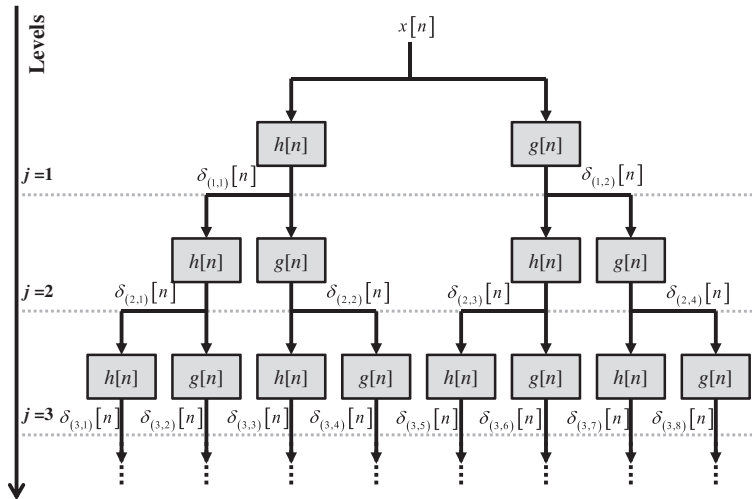 Levels
x[n]
h[n] g[n]
j=1 δ(1,1)[n] δ(1,2)[n]
h[n] g[n] h[n] g[n]
j=2 δ(2,1)[n] δ(2,2)[n] δ(2,3)[n] δ(2,4)[n]
h[n] g[n] h[n] g[n] h[n] g[n] h[n] g[n]
j=3 δ(3,1)[n] δ(3,2)[n] δ(3,3)[n] δ(3,4)[n] δ(3,5)[n] δ(3,6)[n] δ(3,7)[n] δ(3,8)[n]